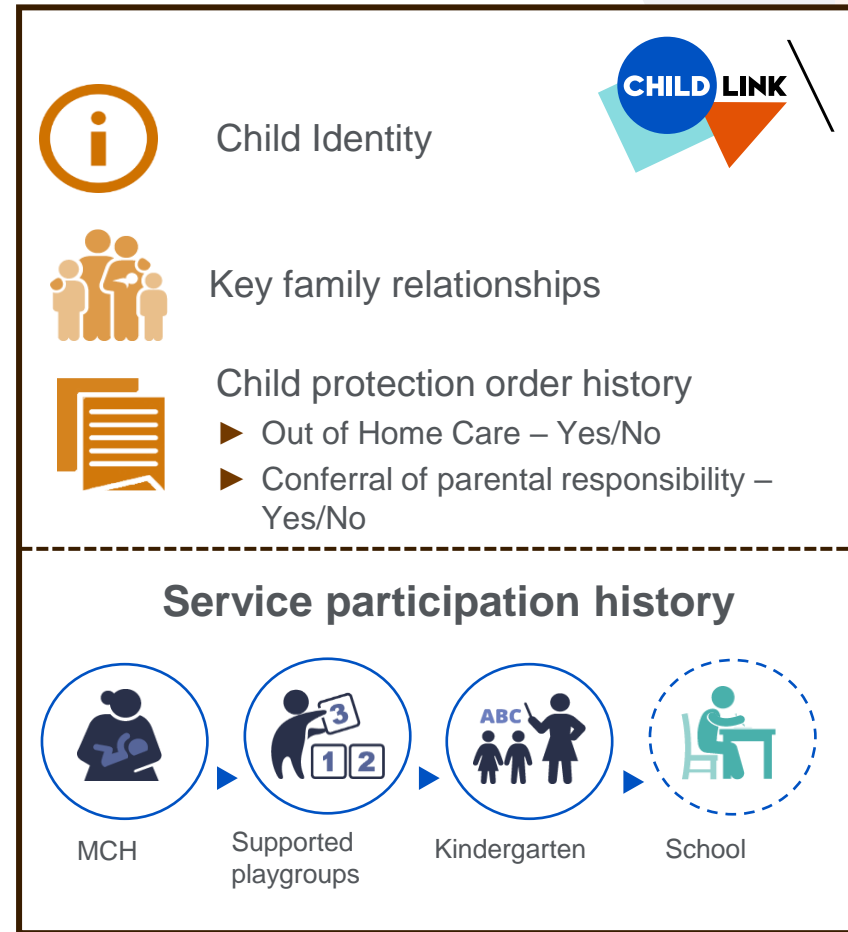 CHILD LINK
Child Identity
Key family relationships
Child protection order history
► Out of Home Care – Yes/No
► Conferral of parental responsibility –
Yes/No
Service participation history
3
1 2
ABC
MCH
Supported
playgroups
Kindergarten
School